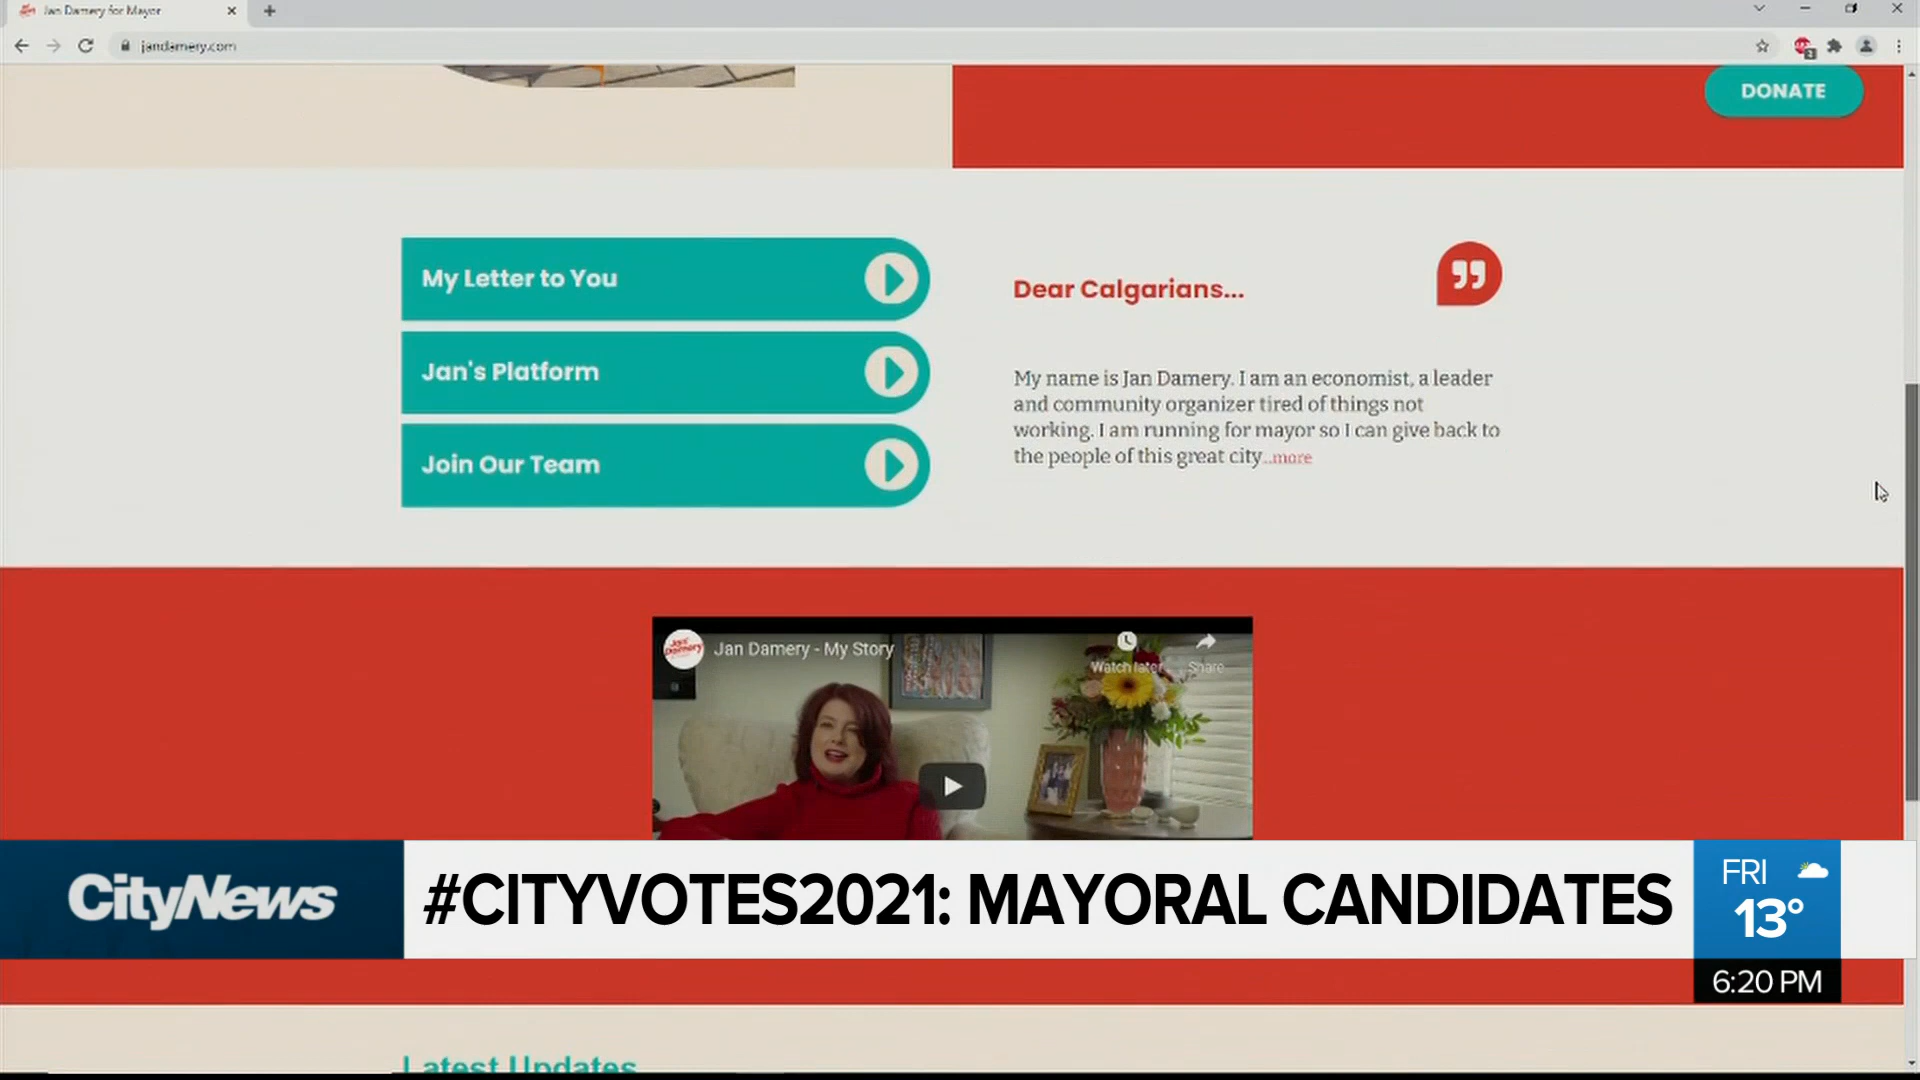 Jan Damery for Mayor
jandamery.com
DONATE
My Letter to You
Jan's Platform
Join Our Team
Dear Calgarians...
My name is Jan Damery. I am an economist, a leader
and community organizer tired of things not
working. I am running for mayor so I can give back to
the people of this great city...more
Jan Damery
Jan Damery - My Story
Watch later
Share
CityNews
#CITYVOTES2021: MAYORAL CANDIDATES
FRI
13°
6:20 PM
Latest Updates